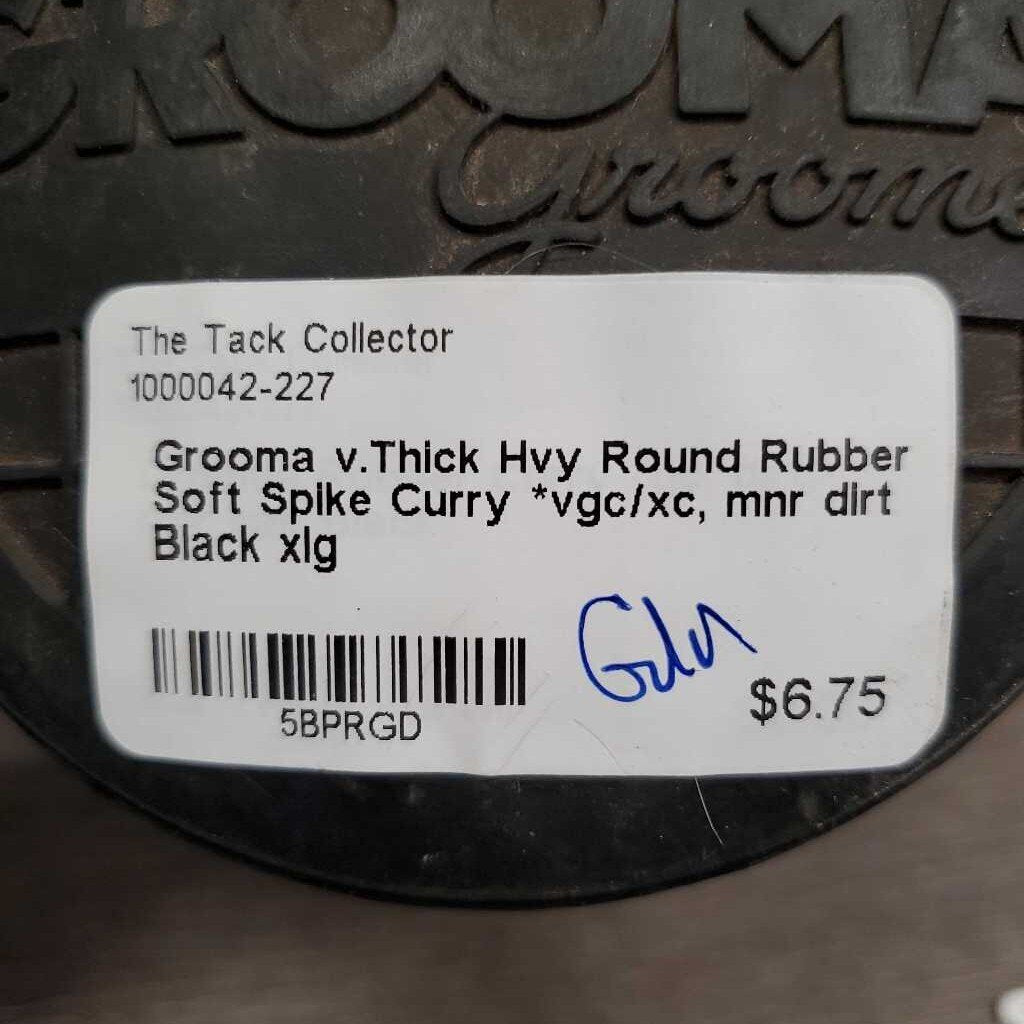 GROOMA
Groome
The Tack Collector
1000042-227
Grooma v.Thick Hvy Round Rubber
Soft Spike Curry *vgc/xc, mnr dirt
Black xlg
5BPRGD
$6.75